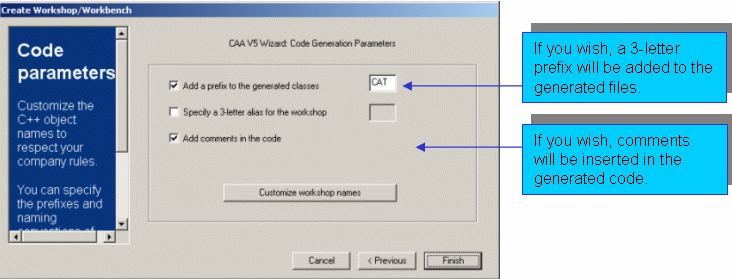 Create Workshop/Workbench
Code
parameters
Customize the
C++ object
names to
respect your
company rules.
You can specify
the prefixes and
naming
conventions of
CAA V5 Wizard: Code Generation Parameters
Add a prefix to the generated classes
CAT
Specify a 3-letter alias for the workshop
Add comments in the code
Customize workshop names
Cancel
< Previous
Finish
If you wish, a 3-letter
prefix will be added to the
generated files.
If you wish, comments
will be inserted in the
generated code.